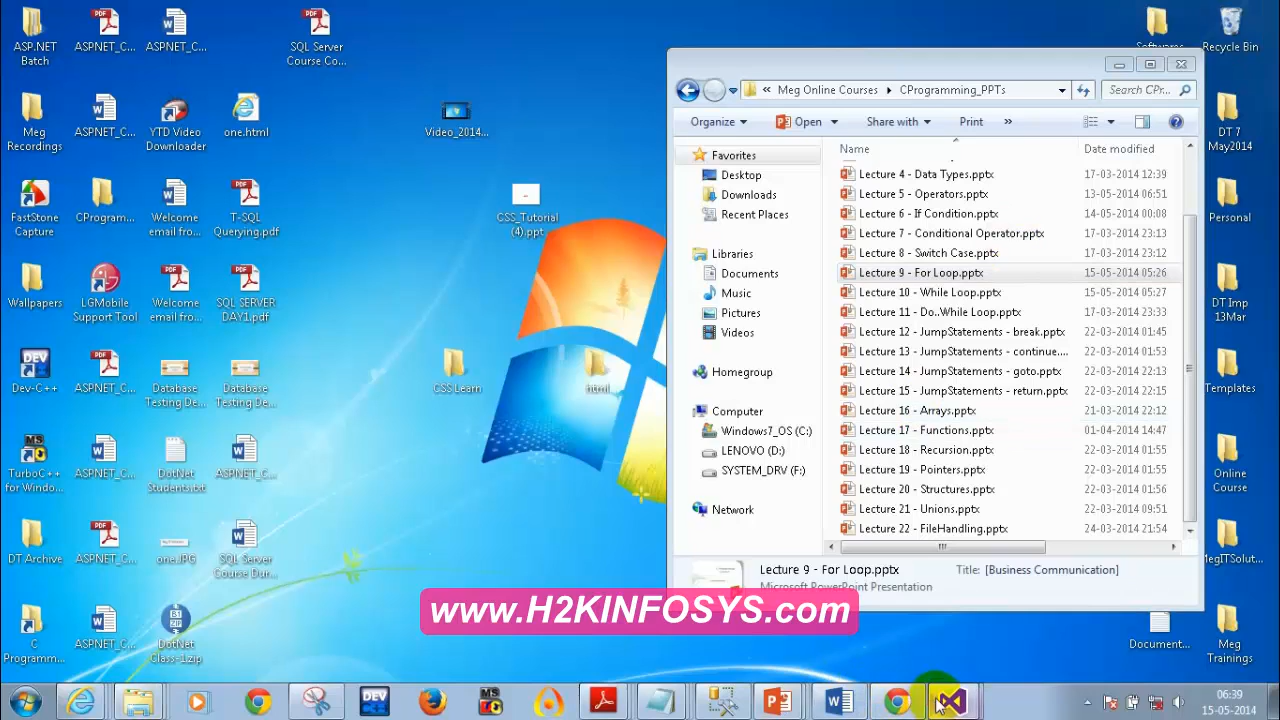 ASP.NET
Batch
ASPNET_C...
ASPNET_C...
SQL Server
Course Co...
Meg
Recordings
ASPNET_C...
YTD Video
Downloader
one.html
FastStone
Capture
CProgram...
Welcome
email fro...
T-SQL
Querying.pdf
Wallpapers
LGMobile
Support Tool
Welcome
email fro...
SQL SERVER
DAY1.pdf
DEV
Dev-C++
ASPNET_C...
Database
Testing De...
Database
Testing De...
MS
TurboC++
for Windo...
ASPNET_C...
DotNet
Students.txt
ASPNET_C...
DT Archive
ASPNET_C...
one.JPG
SQL Server
Course Dur...
C
Programm...
ASPNET_C...
ZIP
DotNet
Class-1.zip
Video_2014...
CSS_Tutorial
(4).ppt
CSS Learn
html
Softwares
Recycle Bin
DT 7
May2014
Personal
DT Imp
13Mar
Templates
Online
Course
MegITSolut...
Document...
Meg
Trainings
« Meg Online Courses CProgramming_PPTs
Search CPr...
Organize Open Share with Print »
Favorites
Desktop
Downloads
Recent Places
Libraries
Documents
Music
Pictures
Videos
Homegroup
Computer
Windows7_OS (C:)
LENOVO (D:)
SYSTEM_DRV (F:)
Network
Name Date modified
Lecture 4 - Data Types.pptx 17-03-2014 12:39
Lecture 5 - Operators.pptx 13-05-2014 06:51
Lecture 6 - If Condition.pptx 14-05-2014 00:08
Lecture 7 - Conditional Operator.pptx 17-03-2014 23:13
Lecture 8 - Switch Case.pptx 17-03-2014 23:12
Lecture 9 - For Loop.pptx 15-05-2014 05:26
Lecture 10 - While Loop.pptx 15-05-2014 05:27
Lecture 11 - Do..While Loop.pptx 17-03-2014 23:33
Lecture 12 - JumpStatements - break.pptx 22-03-2014 01:45
Lecture 13 - JumpStatements - continue.... 22-03-2014 01:53
Lecture 14 - JumpStatements - goto.pptx 22-03-2014 22:13
Lecture 15 - JumpStatements - return.pptx 22-03-2014 22:15
Lecture 16 - Arrays.pptx 21-03-2014 22:12
Lecture 17 - Functions.pptx 01-04-2014 14:47
Lecture 18 - Recursion.pptx 22-03-2014 01:55
Lecture 19 - Pointers.pptx 22-03-2014 01:55
Lecture 20 - Structures.pptx 22-03-2014 01:56
Lecture 21 - Unions.pptx 22-03-2014 09:51
Lecture 22 - FileHandling.pptx 24-03-2014 21:54
Lecture 9 - For Loop.pptx Title: [Business Communication]
Microsoft PowerPoint Presentation
www.H2KINFOSYS.com
DEV
MS
06:39
15-05-2014